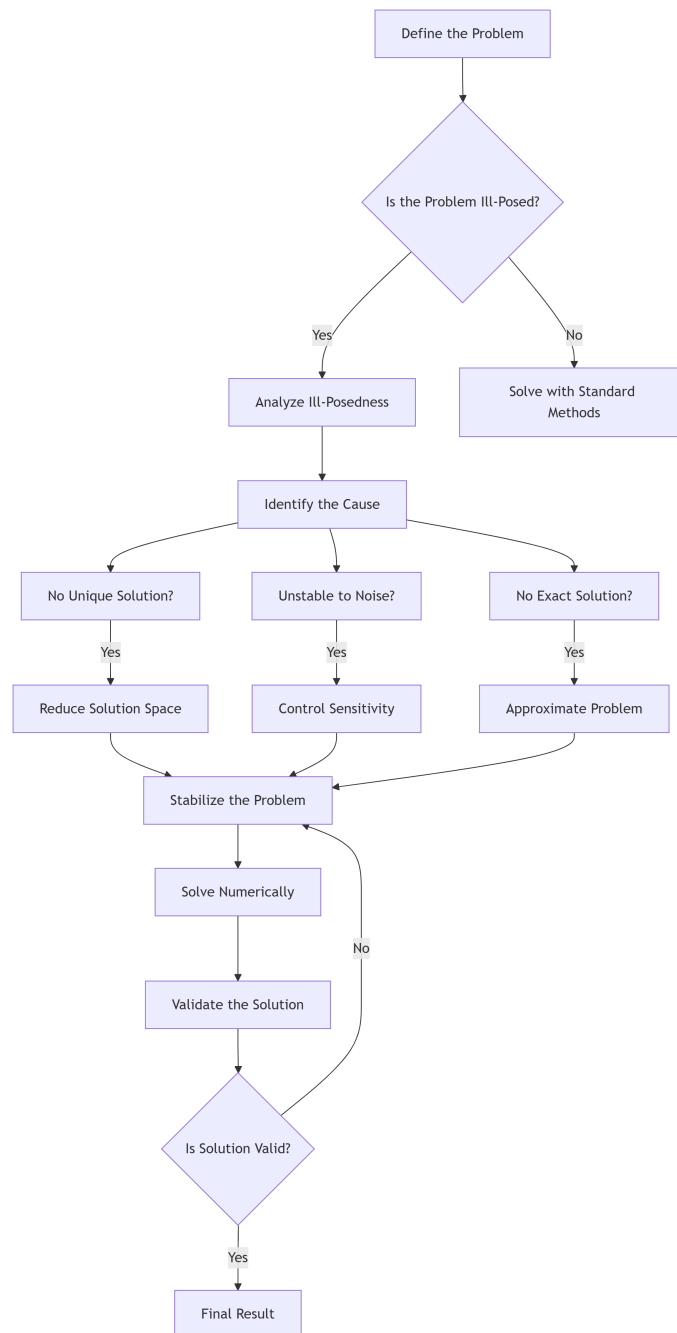 Define the Problem
Is the Problem Ill-Posed?
Yes
No
Analyze Ill-Posedness
Solve with Standard
Methods
Identify the Cause
No Unique Solution?
Unstable to Noise?
No Exact Solution?
Yes
Yes
Yes
Reduce Solution Space
Control Sensitivity
Approximate Problem
Stabilize the Problem
Solve Numerically
No
Validate the Solution
Is Solution Valid?
Yes
Final Result